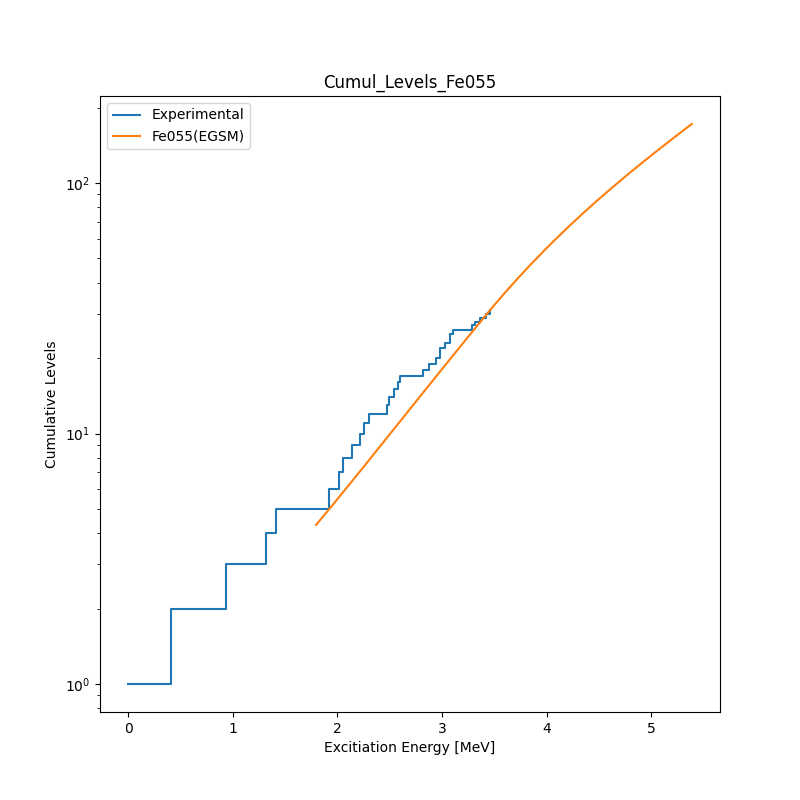 Cumul_Levels_Fe055
Experimental
Fe055(EGSM)
10²
10¹
10⁰
Cumulative Levels
0 1 2 3 4 5
Excitiation Energy [MeV]